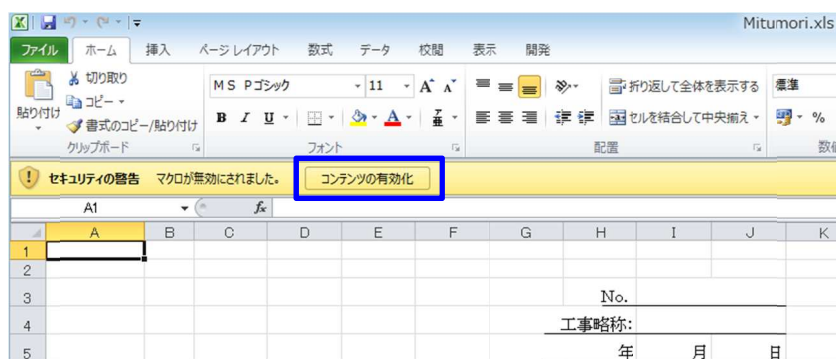 Mitumori.xls
ファイル ホーム 挿入 ページ レイアウト 数式 データ 校閲 表示 開発
切り取り
コピー
書式のコピー/貼り付け
貼り付け
クリップボード
MS Pゴシック 11 A A
B I U A 亜
フォント
折り返して全体を表示する
セルを結合して中央揃え
配置
標準
%
数値
セキュリティの警告 マクロが無効にされました。 コンテンツの有効化
A1 fx
A B C D E F G H I J K
1
2
3 No.
4 工事略称:
5 年 月 日